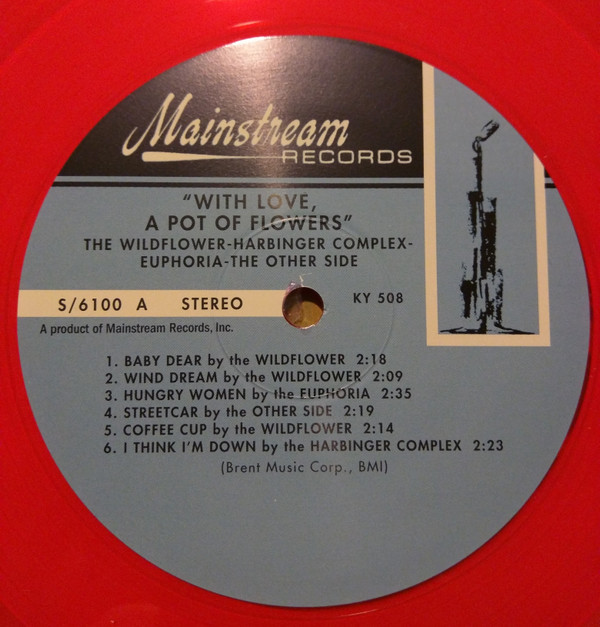 Mainstream
RECORDS
"WITH LOVE,
A POT OF FLOWERS"
THE WILDFLOWER-HARBINGER COMPLEX-
EUPHORIA-THE OTHER SIDE
S/6100 A STEREO KY 508
A product of Mainstream Records, Inc.
1. BABY DEAR by the WILDFLOWER 2:18
2. WIND DREAM by the WILDFLOWER 2:09
3. HUNGRY WOMEN by the EUPHORIA 2:35
4. STREETCAR by the OTHER SIDE 2:19
5. COFFEE CUP by the WILDFLOWER 2:14
6. I THINK I'M DOWN by the HARBINGER COMPLEX 2:23
(Brent Music Corp., BMI)